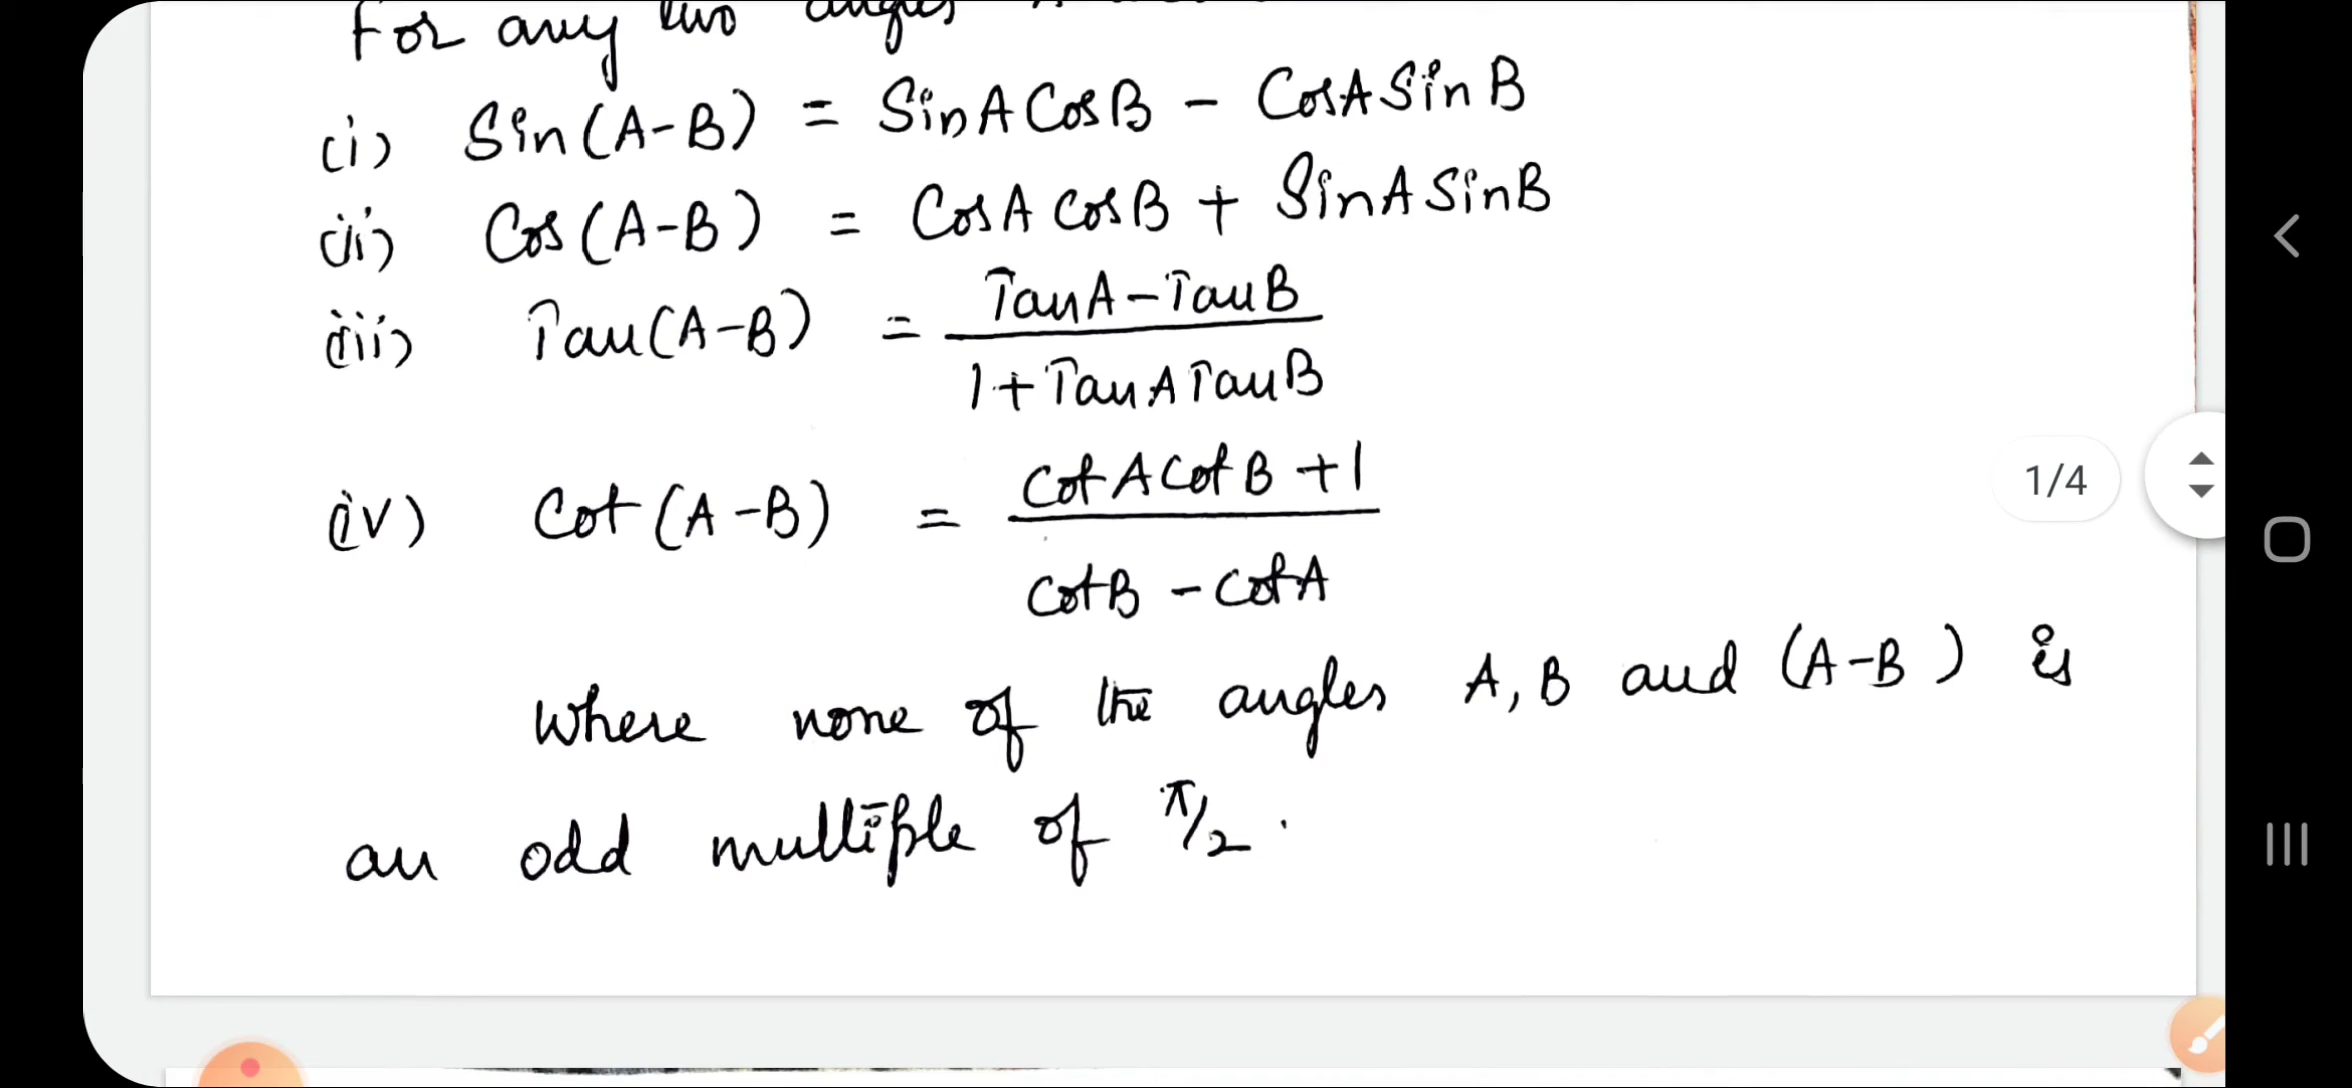 For any two angles
(i) Sin(A-B) = SinA CosB - CosA SinB
(ii) Cos(A-B) = CosA CosB + SinA SinB
(iii) Tan(A-B) = TanA-TanB / 1+TanA TanB
(iv) Cot(A-B) = CotA CotB +1 / CotB - CotA
1/4
where none of the angles A, B and (A-B) is
an odd multiple of π/2.